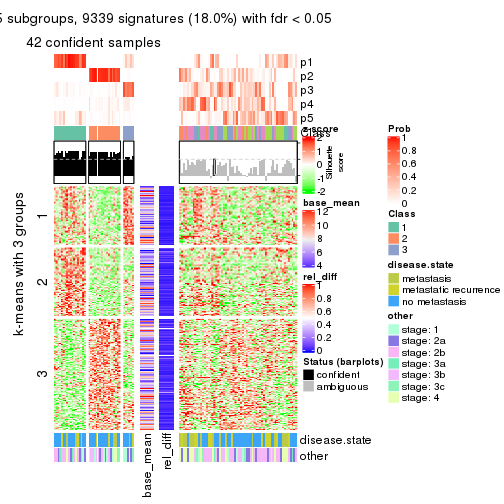 5 subgroups, 9339 signatures (18.0%) with fdr < 0.05
42 confident samples
p1
p2
p3
p4
p5
Class
k-means with 3 groups
1
2
3
z-score
2
1
0
-1
-2
Silhouette
score
base_mean
12
10
8
6
4
rel_diff
1
0.8
0.6
0.4
0.2
0
Status (barplots)
confident
ambiguous
Prob
1
0.8
0.6
0.4
0.2
0
Class
1
2
3
disease.state
metastasis
metastatic recurrence
no metastasis
other
stage: 1
stage: 2a
stage: 2b
stage: 3a
stage: 3b
stage: 3c
stage: 4
disease.state
other
base_mean
rel_diff